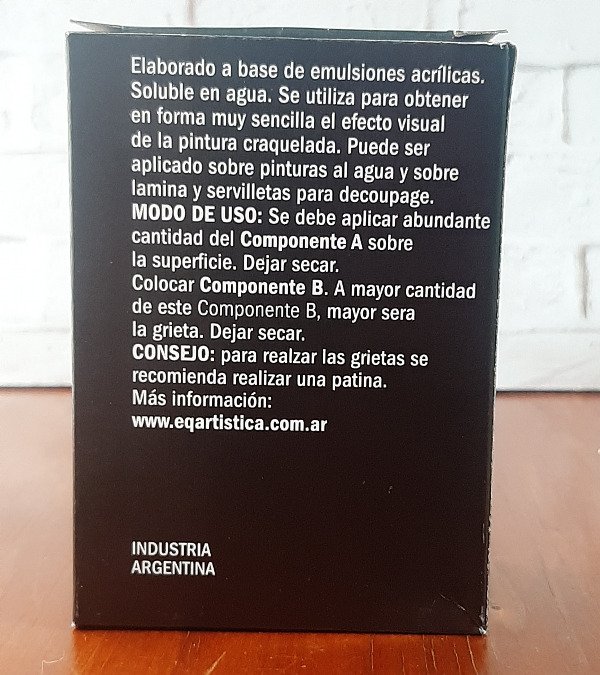 Elaborado a base de emulsiones acrílicas.
Soluble en agua. Se utiliza para obtener
en forma muy sencilla el efecto visual
de la pintura craquelada. Puede ser
aplicado sobre pinturas al agua y sobre
lamina y servilletas para decoupage.
MODO DE USO: Se debe aplicar abundante
cantidad del Componente A sobre
la superficie. Dejar secar.
Colocar Componente B. A mayor cantidad
de este Componente B, mayor sera
la grieta. Dejar secar.
CONSEJO: para realzar las grietas se
recomienda realizar una patina.
Más información:
www.eqartistica.com.ar
INDUSTRIA
ARGENTINA